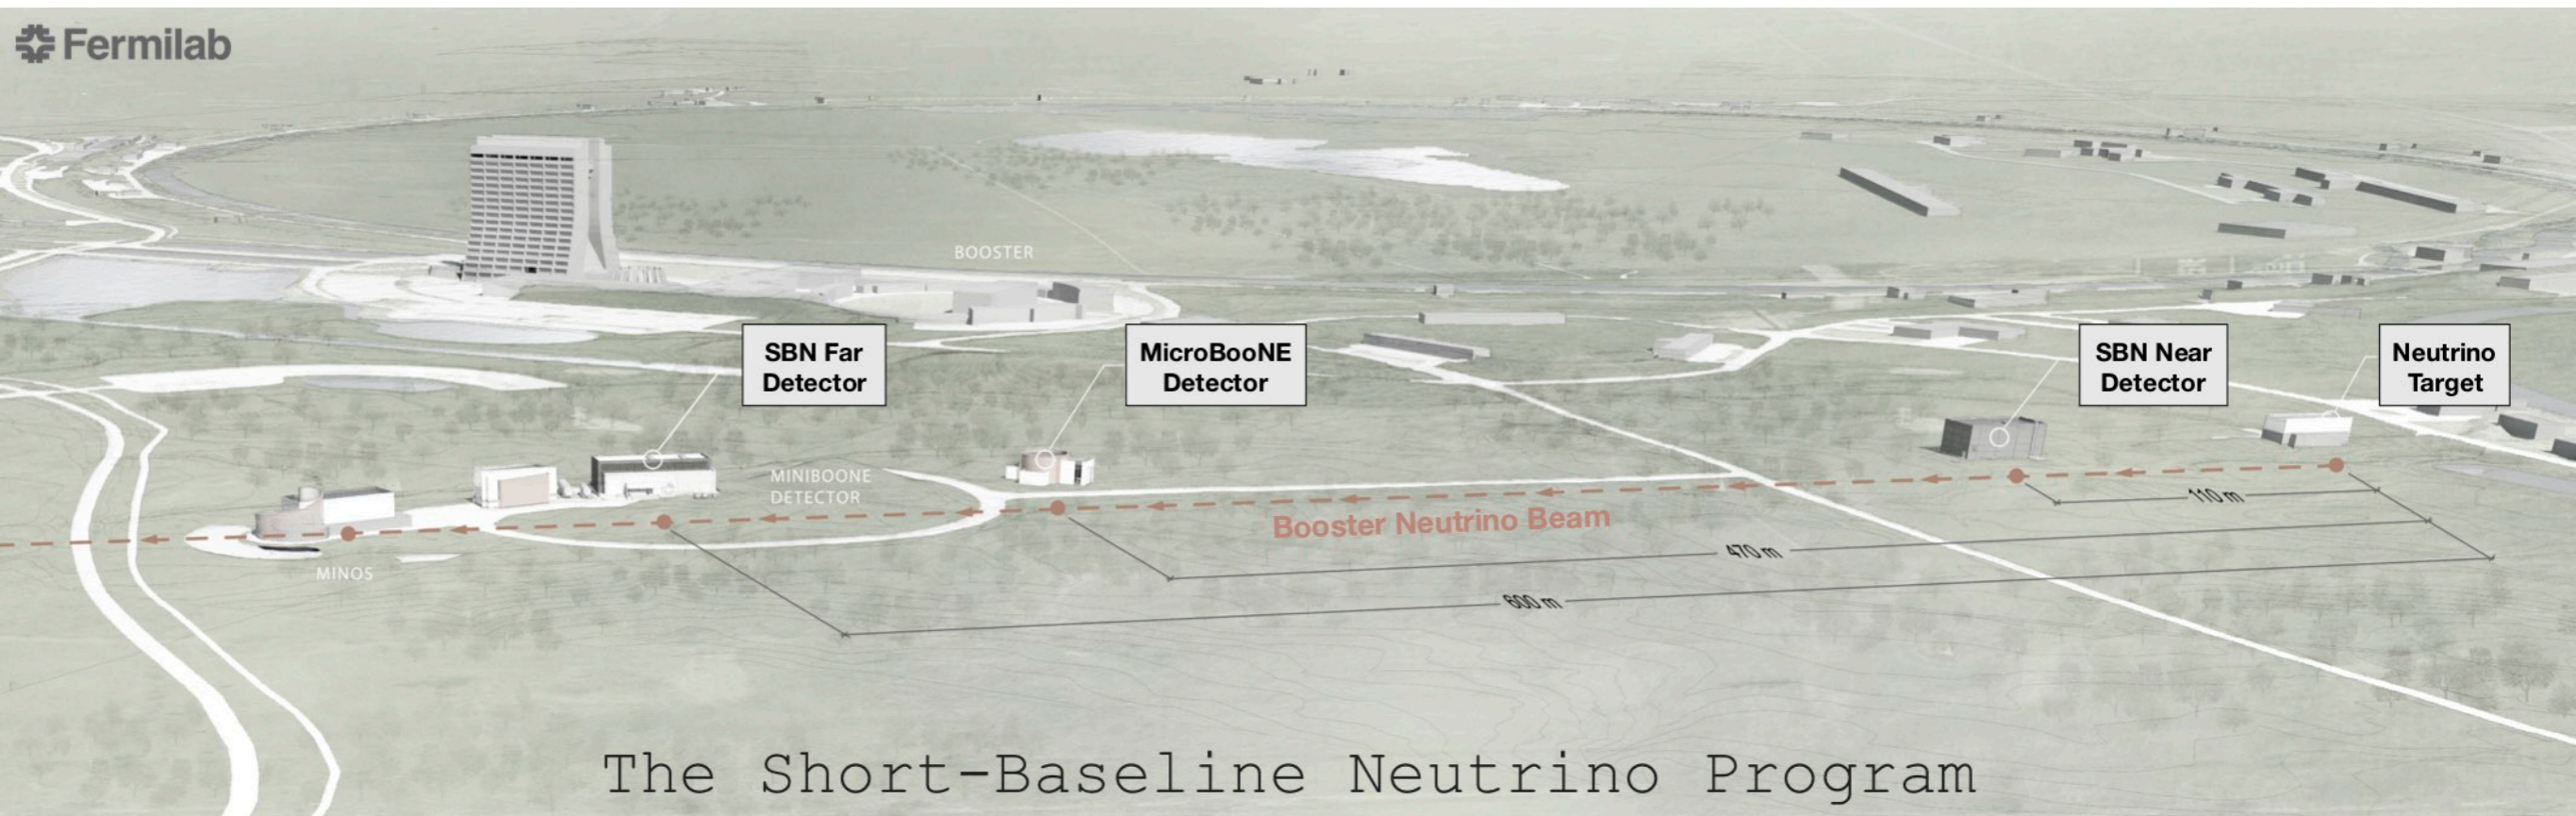 Fermilab
BOOSTER
SBN Far
Detector
MicroBooNE
Detector
SBN Near
Detector
Neutrino
Target
MINIBOONE
DETECTOR
110 m
Booster Neutrino Beam
470 m
MINOS
600 m
The Short-Baseline Neutrino Program